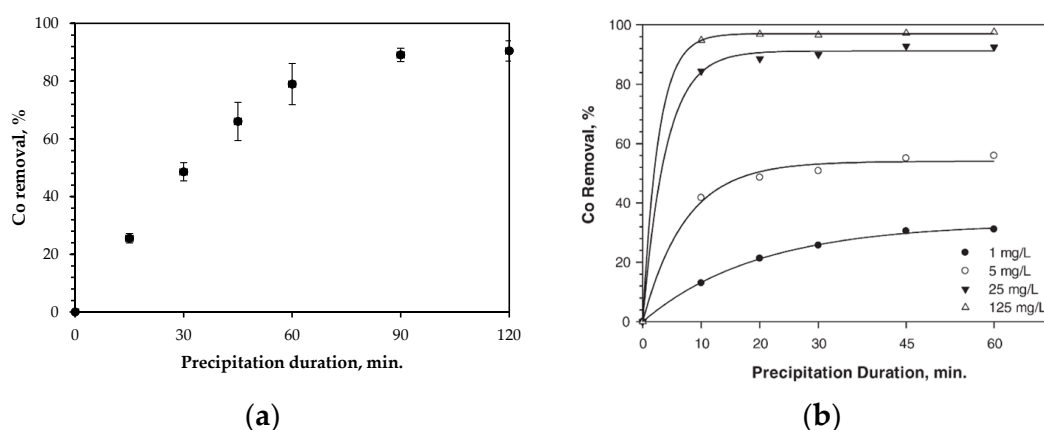 100
80
60
40
20
0
Co removal, %
0 30 60 90 120
Precipitation duration, min.
(a)
100
80
60
40
20
0
Co Removal, %
1 mg/L
5 mg/L
25 mg/L
125 mg/L
0 10 20 30 45 60
Precipitation Duration, min.
(b)